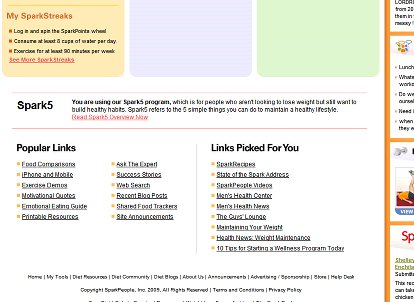 My SparkStreaks
Log in and spin the SparkPoints wheel
Consume at least 8 cups of water per day
Exercise for at least 90 minutes per week
See More SparkStreaks
Spark5
You are using our Spark5 program, which is for people who aren't looking to lose weight but still want to
build healthy habits. Spark5 refers to the 5 simple things you can do to maintain a healthy lifestyle.
Read Spark5 Overview Now
Popular Links
Food Comparisons
iPhone and Mobile
Exercise Demos
Motivational Quotes
Emotional Eating Guide
Printable Resources
Ask The Expert
Success Stories
Web Search
Recent Blog Posts
Shared Food Trackers
Site Announcements
Links Picked For You
SparkRecipes
State of the Spark Address
SparkPeople Videos
Men's Health Center
Men's Health News
The Guys' Lounge
Maintaining Your Weight
Health News: Weight Maintenance
10 Tips for Starting a Wellness Program Today
Home | My Tools | Diet Resources | Diet Community | Diet Blogs | About Us | Announcements | Advertising / Sponsorship | Store | Help Desk
Copyright SparkPeople, Inc. 2005, All Rights Reserved | Terms and Conditions | Privacy Policy
LORDR
from 20
them in
messy !
Lunch
What
Do we
ourse
Need
when
they e
VIEW
Sp
Shelley
Submit
This re
can tak